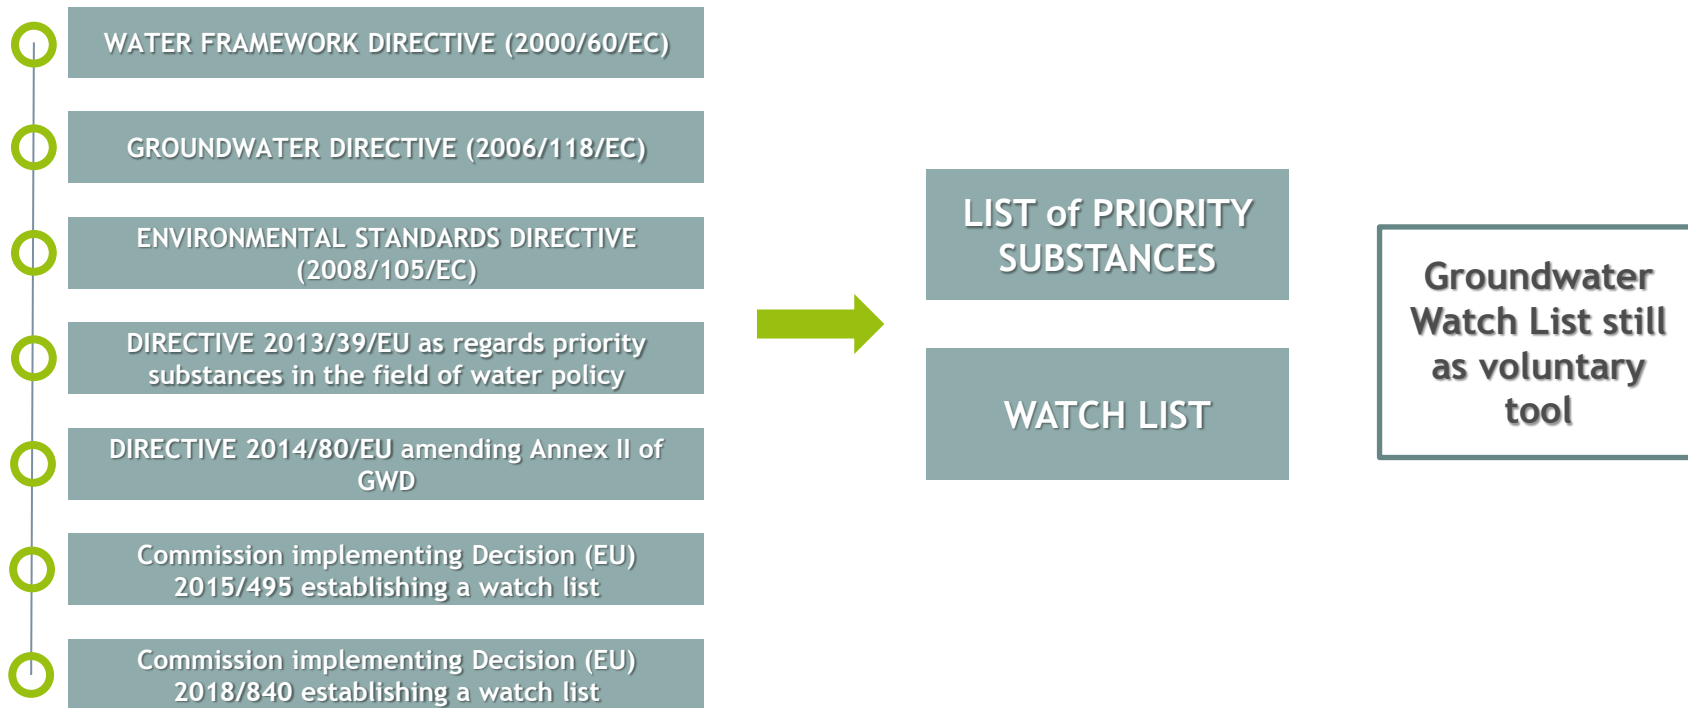 WATER FRAMEWORK DIRECTIVE (2000/60/EC)
GROUNDWATER DIRECTIVE (2006/118/EC)
ENVIRONMENTAL STANDARDS DIRECTIVE
(2008/105/EC)
DIRECTIVE 2013/39/EU as regards priority
substances in the field of water policy
DIRECTIVE 2014/80/EU amending Annex II of
GWD
Commission implementing Decision (EU)
2015/495 establishing a watch list
Commission implementing Decision (EU)
2018/840 establishing a watch list
LIST of PRIORITY
SUBSTANCES
WATCH LIST
Groundwater
Watch List still
as voluntary
tool